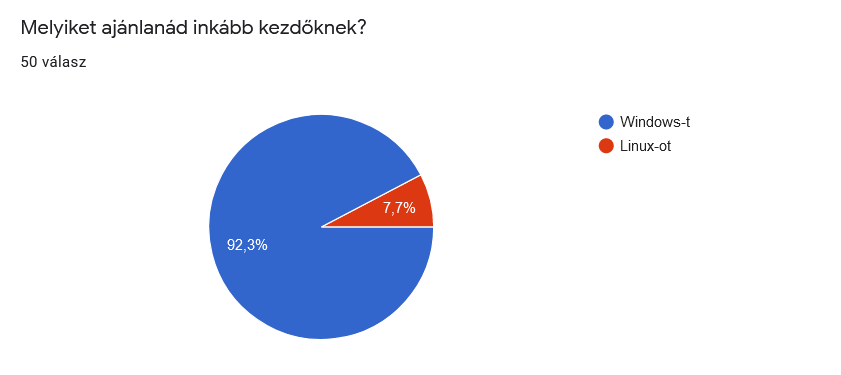 Melyiket ajánlanád inkább kezdőknek?
50 válasz
Windows-t
Linux-ot
7,7%
92,3%